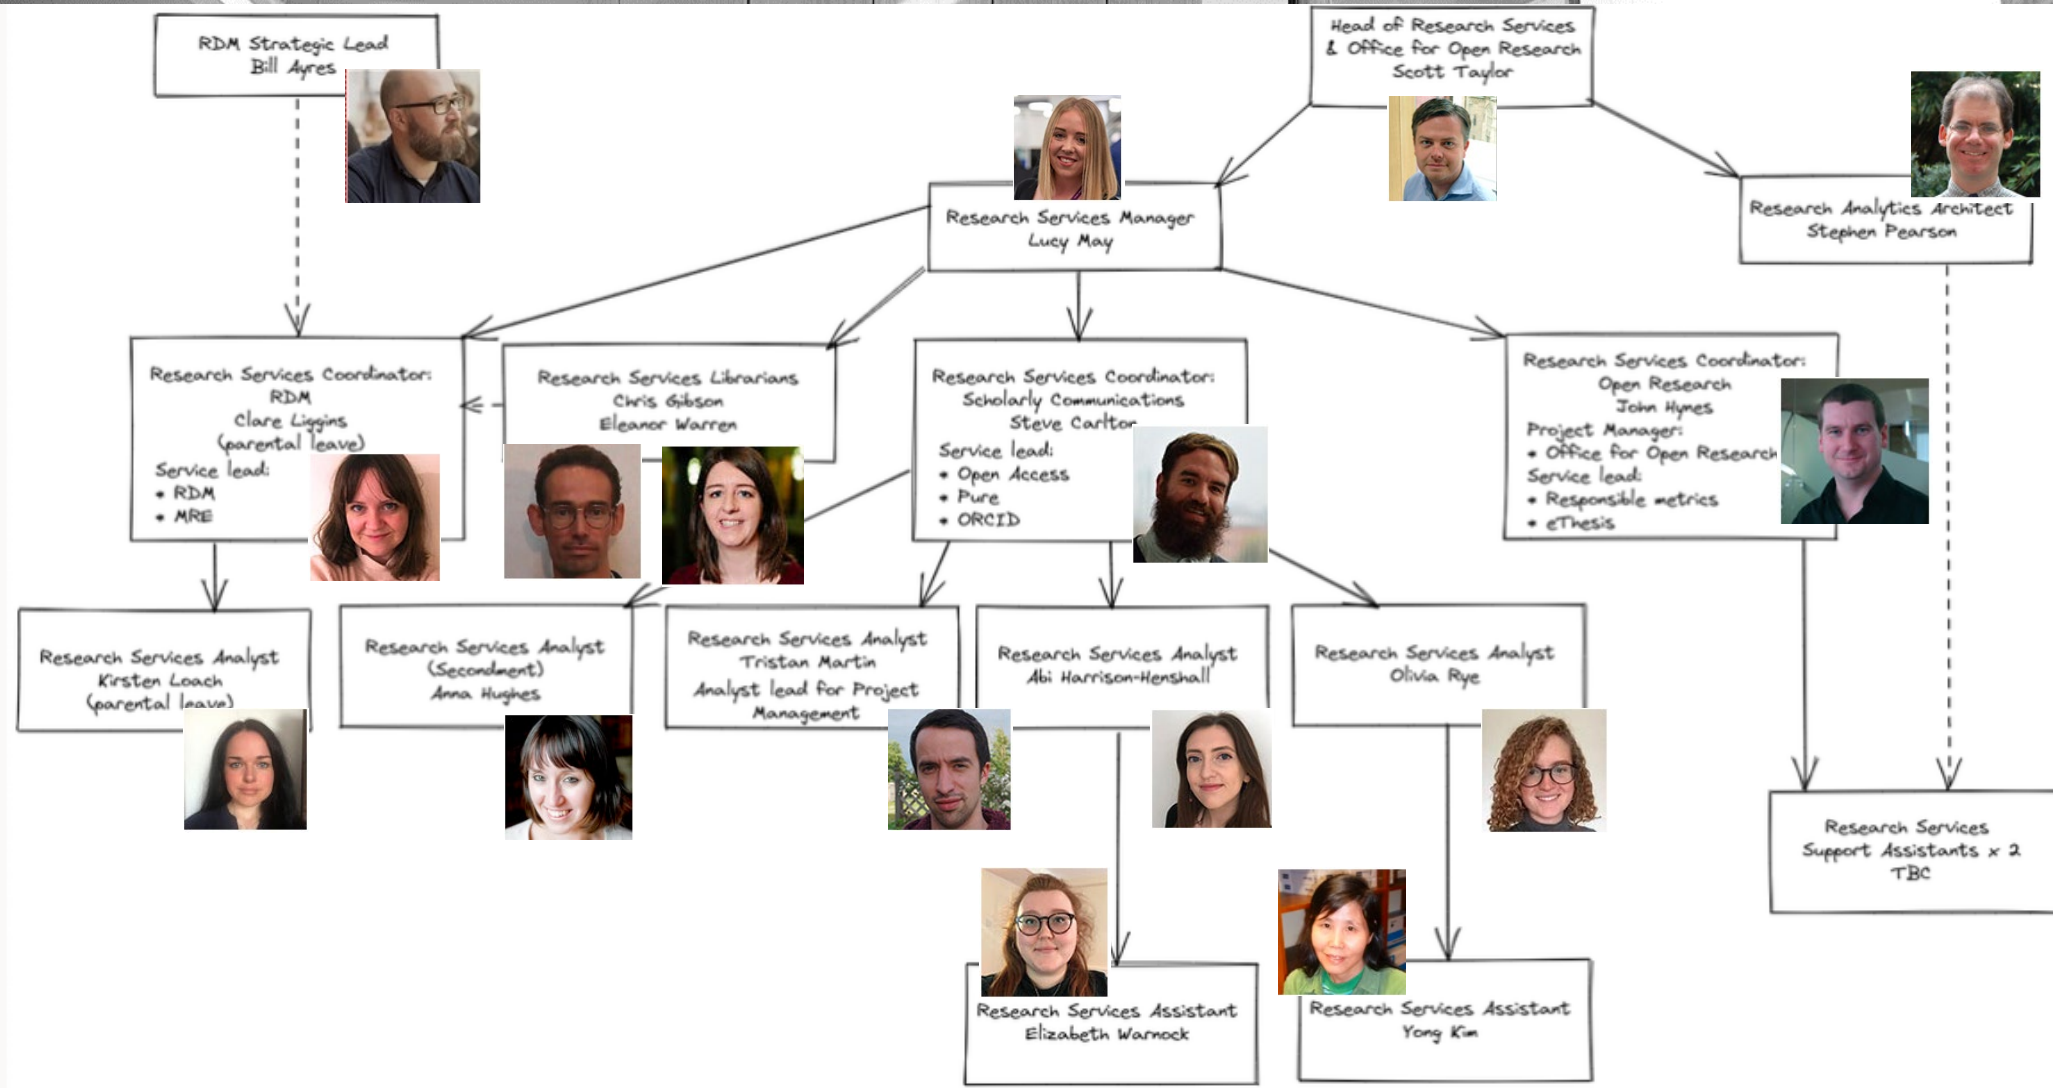 RDM Strategic Lead
Bill Ayres
Head of Research Services
& Office for Open Research
Scott Taylor
Research Services Manager
Lucy May
Research Analytics Architect
Stephen Pearson
Research Services Coordinator:
RDM
Clare Liggins
(parental leave)
Service lead:
• RDM
• MRE
Research Services Librarians
Chris Gibson
Eleanor Warren
Research Services Coordinator:
Scholarly Communications
Steve Carlton
Service lead:
• Open Access
• Pure
• ORCID
Research Services Coordinator:
Open Research
John Hynes
Project Manager:
• Office for Open Research
Service lead:
• Responsible metrics
• eThesis
Research Services Analyst
Kirsten Loach
(parental leave)
Research Services Analyst
(Secondment)
Anna Hughes
Research Services Analyst
Tristan Martin
Analyst lead for Project
Management
Research Services Analyst
Abi Harrison-Henshall
Research Services Analyst
Olivia Rye
Research Services
Support Assistants x 2
TBC
Research Services Assistant
Elizabeth Warnock
Research Services Assistant
Yong Kim